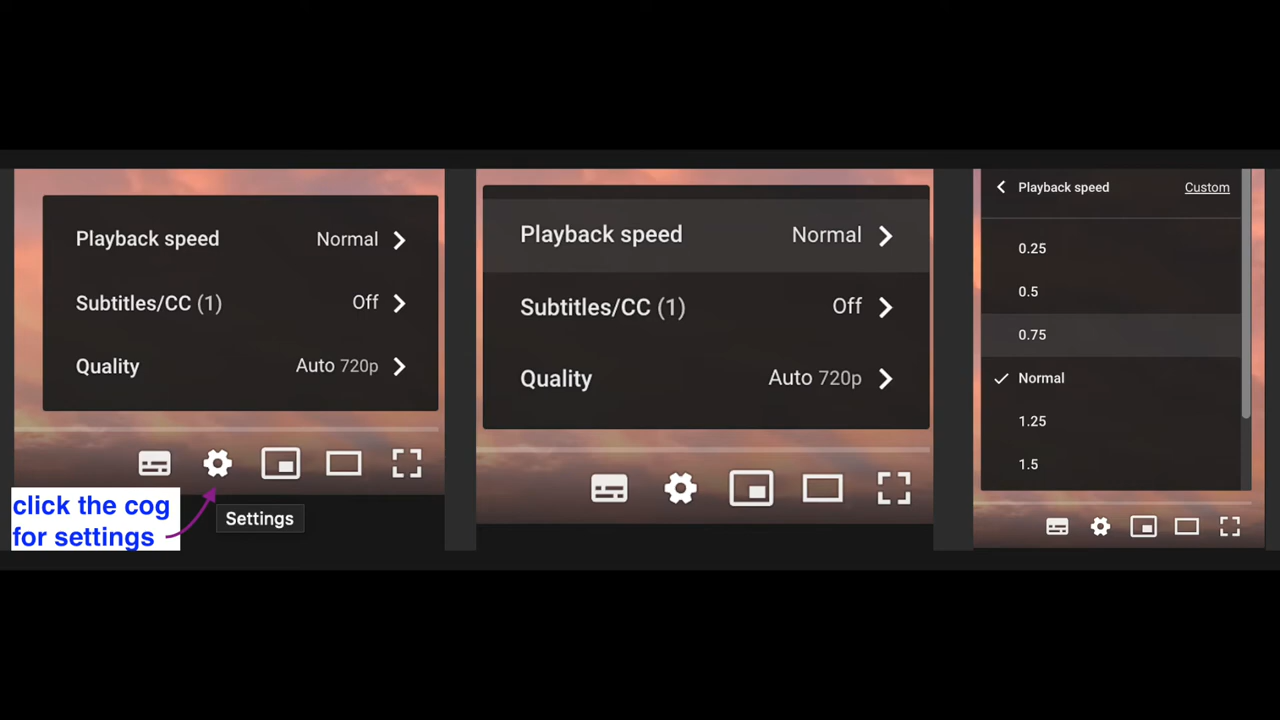 Playback speed Normal
Subtitles/CC (1) Off
Quality Auto 720p
click the cog
for settings
Settings
Playback speed Normal
Subtitles/CC (1) Off
Quality Auto 720p
Playback speed Custom
0.25
0.5
0.75
Normal
1.25
1.5